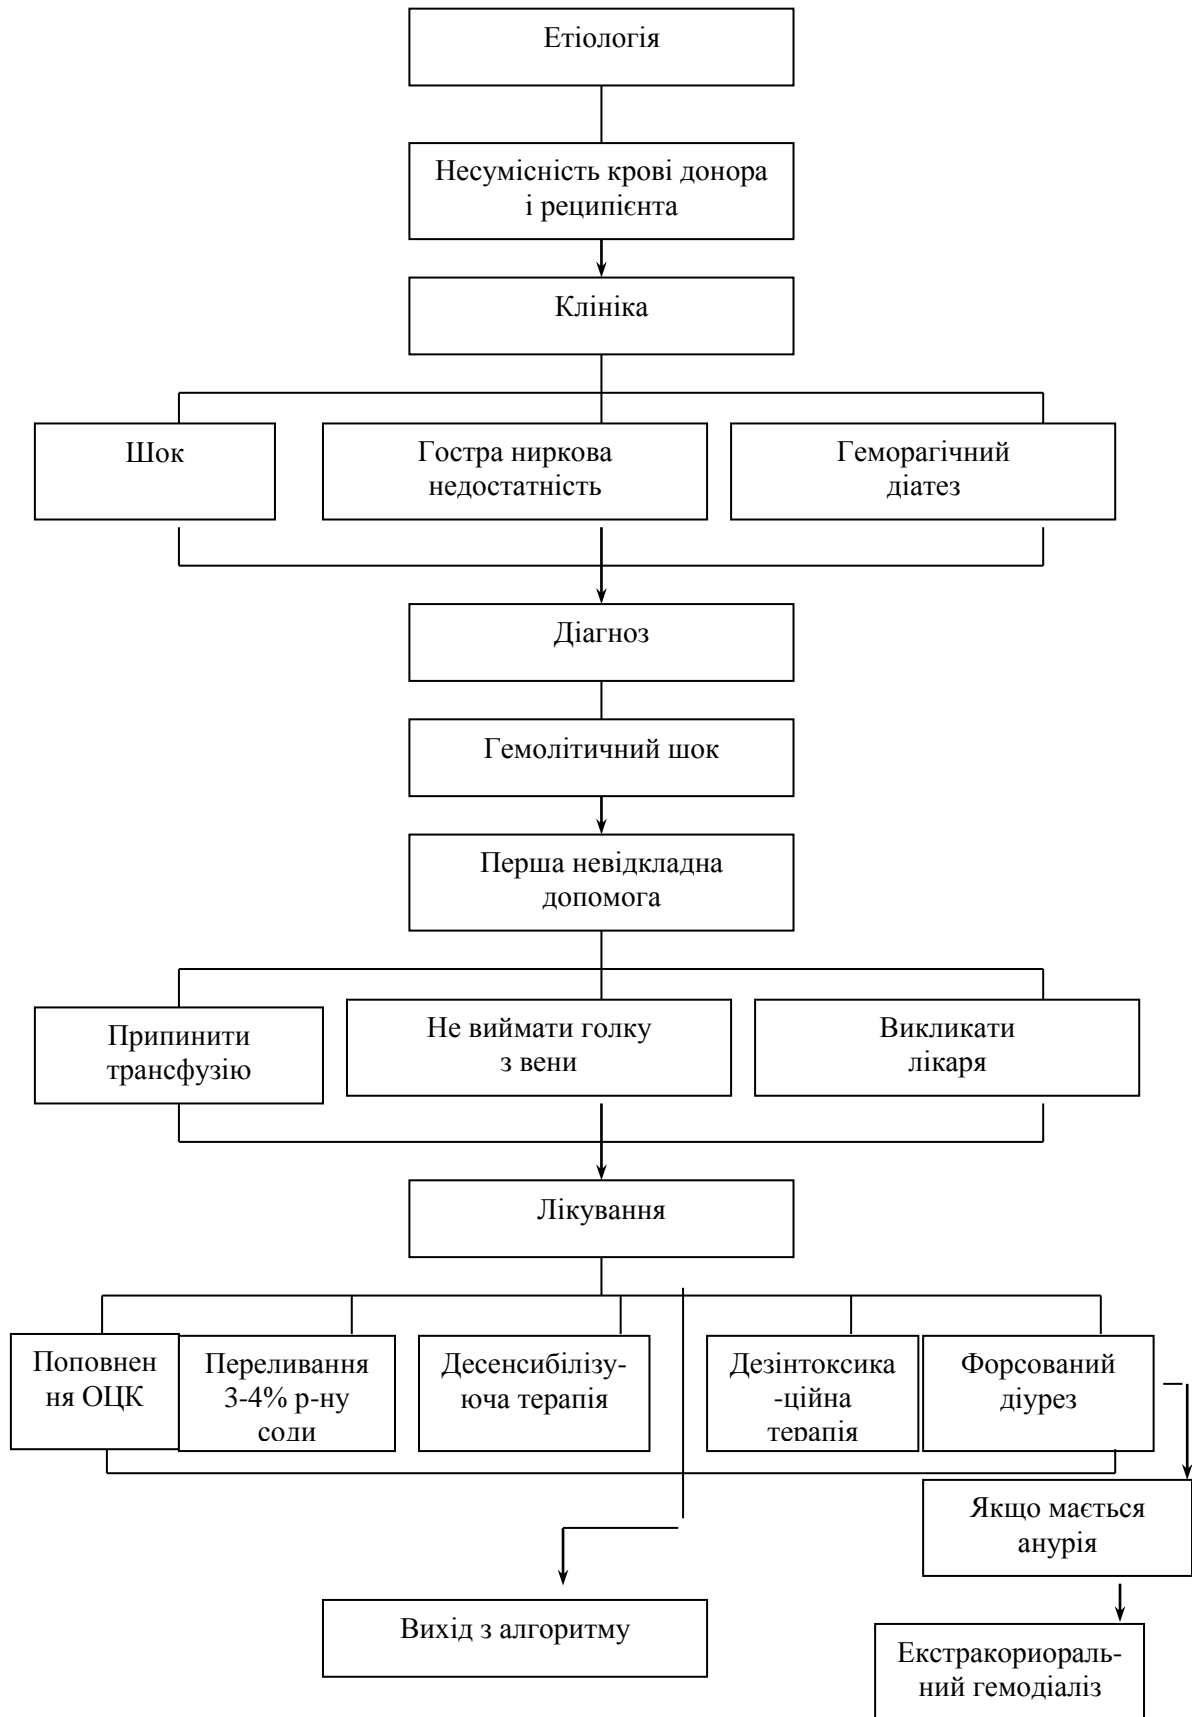 Етіологія
Несумісність крові донора
і реципієнта
Клініка
Шок
Гостра ниркова
недостатність
Геморагічний
діатез
Діагноз
Гемолітичний шок
Перша невідкладна
допомога
Припинити
трансфузію
Не виймати голку
з вени
Викликати
лікаря
Лікування
Поповнен
ня ОЦК
Переливання
3-4% р-ну
соди
Десенсибілізу-
юча терапія
Дезінтоксика
-ційна
терапія
Форсований
діурез
Якщо мається
анурія
Вихід з алгоритму
Екстракориораль-
ний гемодіаліз